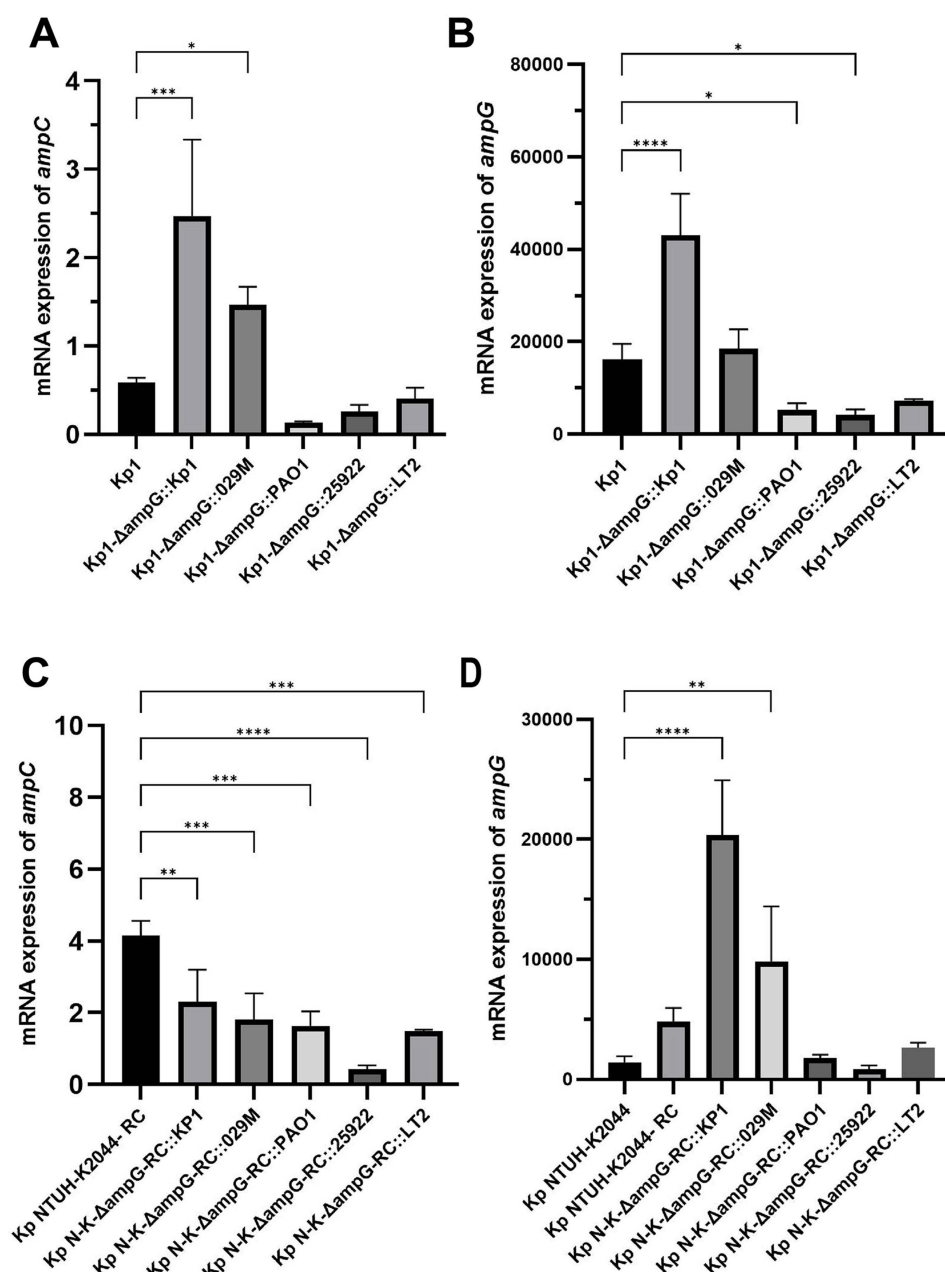 A
mRNA expression of ampC
4
3
2
1
0
*
***
Kp1
Kp1-ΔampG::Kp1
Kp1-ΔampG::029M
Kp1-ΔampG::PAO1
Kp1-ΔampG::25922
Kp1-ΔampG::LT2
B
mRNA expression of ampG
80000
60000
40000
20000
0
*
*
****
Kp1
Kp1-ΔampG::Kp1
Kp1-ΔampG::029M
Kp1-ΔampG::PAO1
Kp1-ΔampG::25922
Kp1-ΔampG::LT2
C
mRNA expression of ampC
10
8
6
4
2
0
***
****
***
***
**
Kp NTUH-K2044- RC
Kp N-K-ΔampG-RC::KP1
Kp N-K-ΔampG-RC::029M
Kp N-K-ΔampG-RC::PAO1
Kp N-K-ΔampG-RC::25922
Kp N-K-ΔampG-RC::LT2
D
mRNA expression of ampG
30000
20000
10000
0
**
****
Kp NTUH-K2044
Kp NTUH-K2044- RC
Kp N-K-ΔampG-RC::KP1
Kp N-K-ΔampG-RC::029M
Kp N-K-ΔampG-RC::PAO1
Kp N-K-ΔampG-RC::25922
Kp N-K-ΔampG-RC::LT2